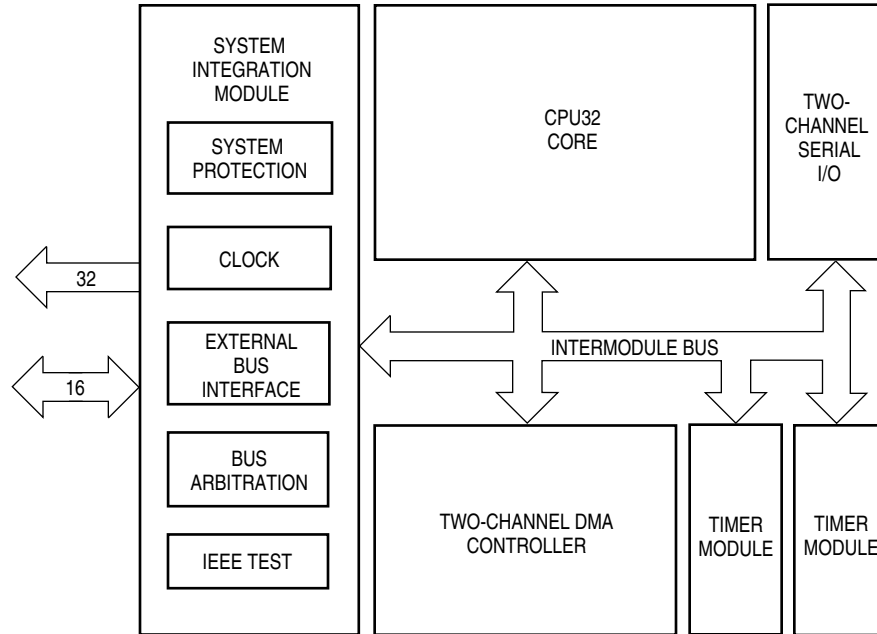 SYSTEM
INTEGRATION
MODULE
SYSTEM
PROTECTION
CLOCK
EXTERNAL
BUS
INTERFACE
BUS
ARBITRATION
IEEE TEST
32
16
CPU32
CORE
TWO-
CHANNEL
SERIAL
I/O
INTERMODULE BUS
TWO-CHANNEL DMA
CONTROLLER
TIMER
MODULE
TIMER
MODULE